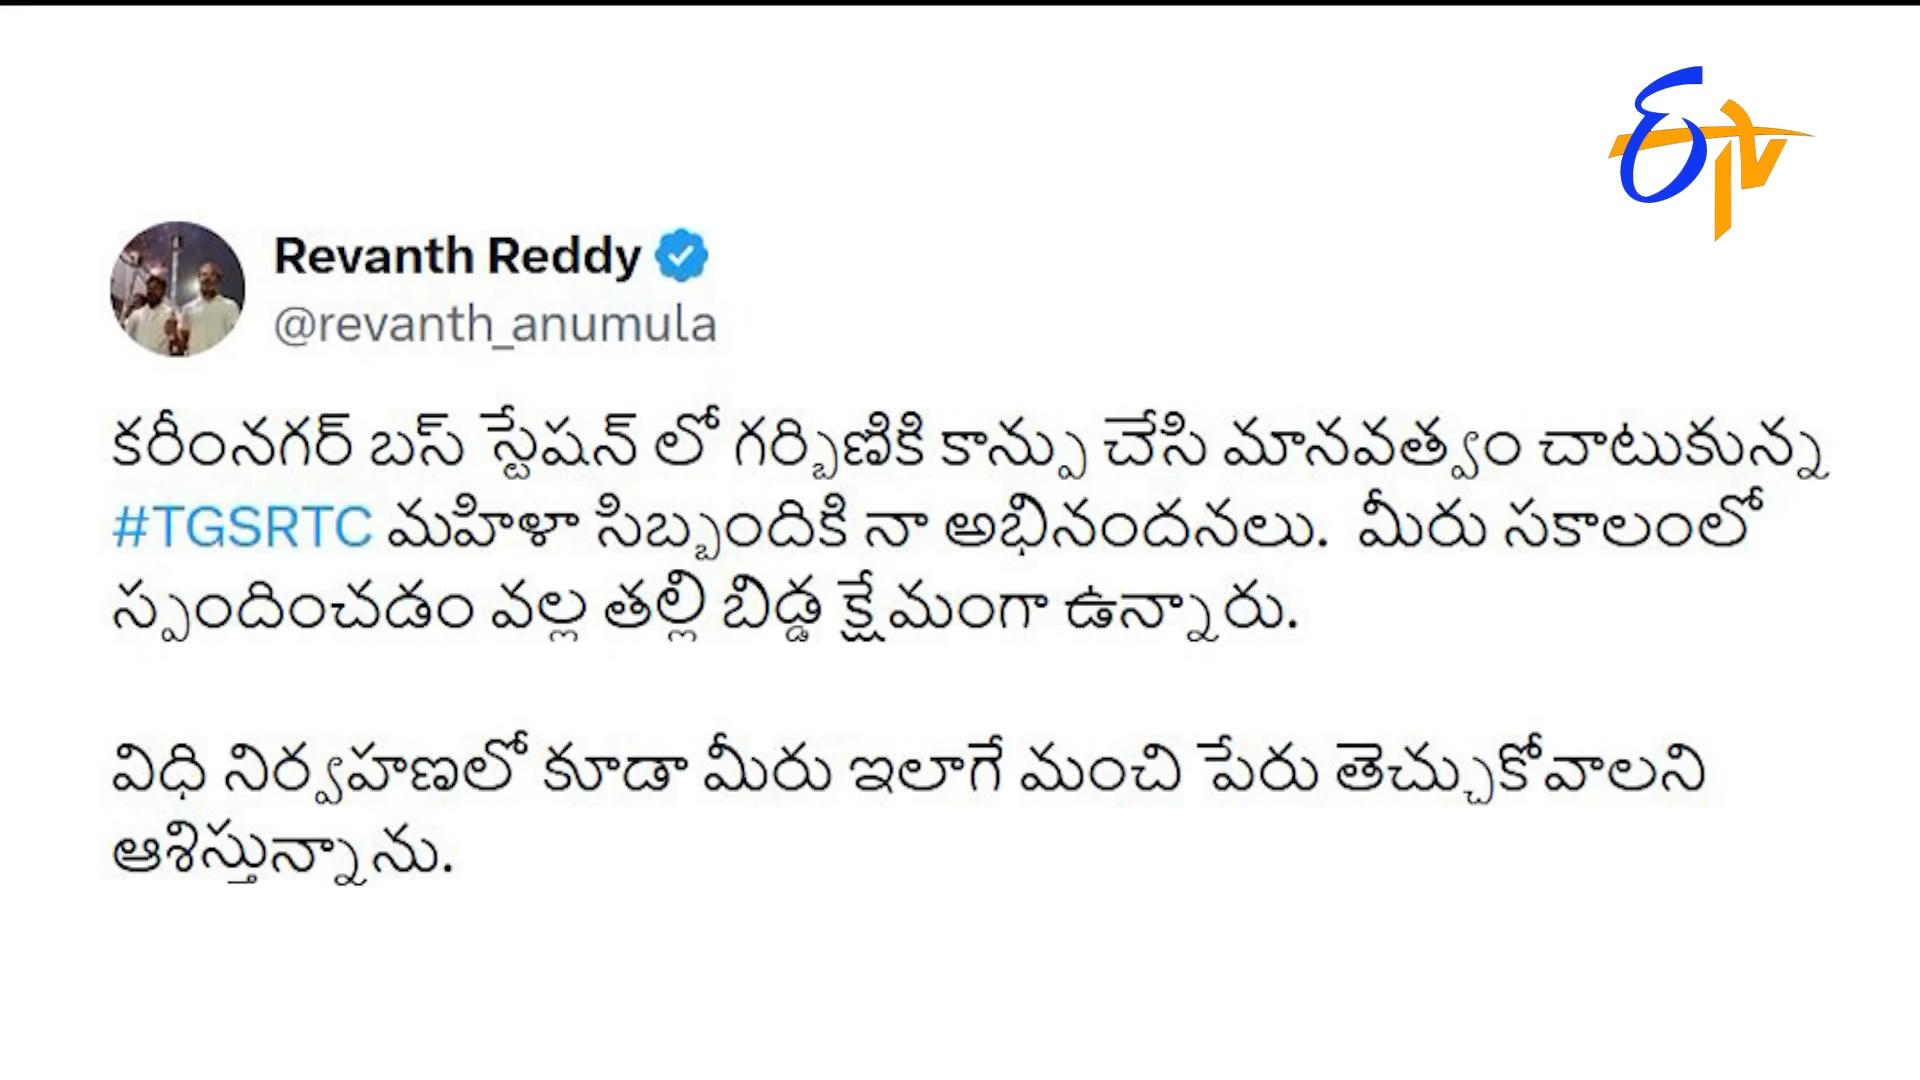 ETV
Revanth Reddy
@revanth_anumula
కరీంనగర్ బస్ స్టేషన్ లో గర్భిణికి కాన్పు చేసి మానవత్వం చాటుకున్న
#TGSRTC మహిళా సిబ్బందికి నా అభినందనలు. మీరు సకాలంలో
స్పందించడం వల్ల తల్లి బిడ్డ క్షేమంగా ఉన్నారు.
విధి నిర్వహణలో కూడా మీరు ఇలాగే మంచి పేరు తెచ్చుకోవాలని
ఆశిస్తున్నాను.